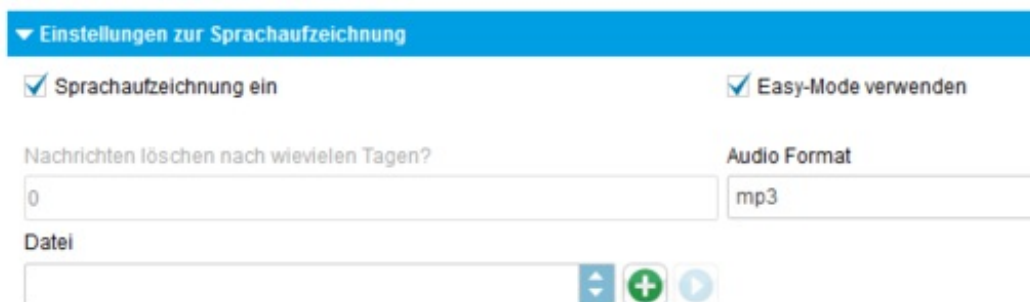 Einstellungen zur Sprachaufzeichnung
Sprachaufzeichnung ein
Easy-Mode verwenden
Nachrichten löschen nach wievielen Tagen?
Audio Format
0
mp3
Datei